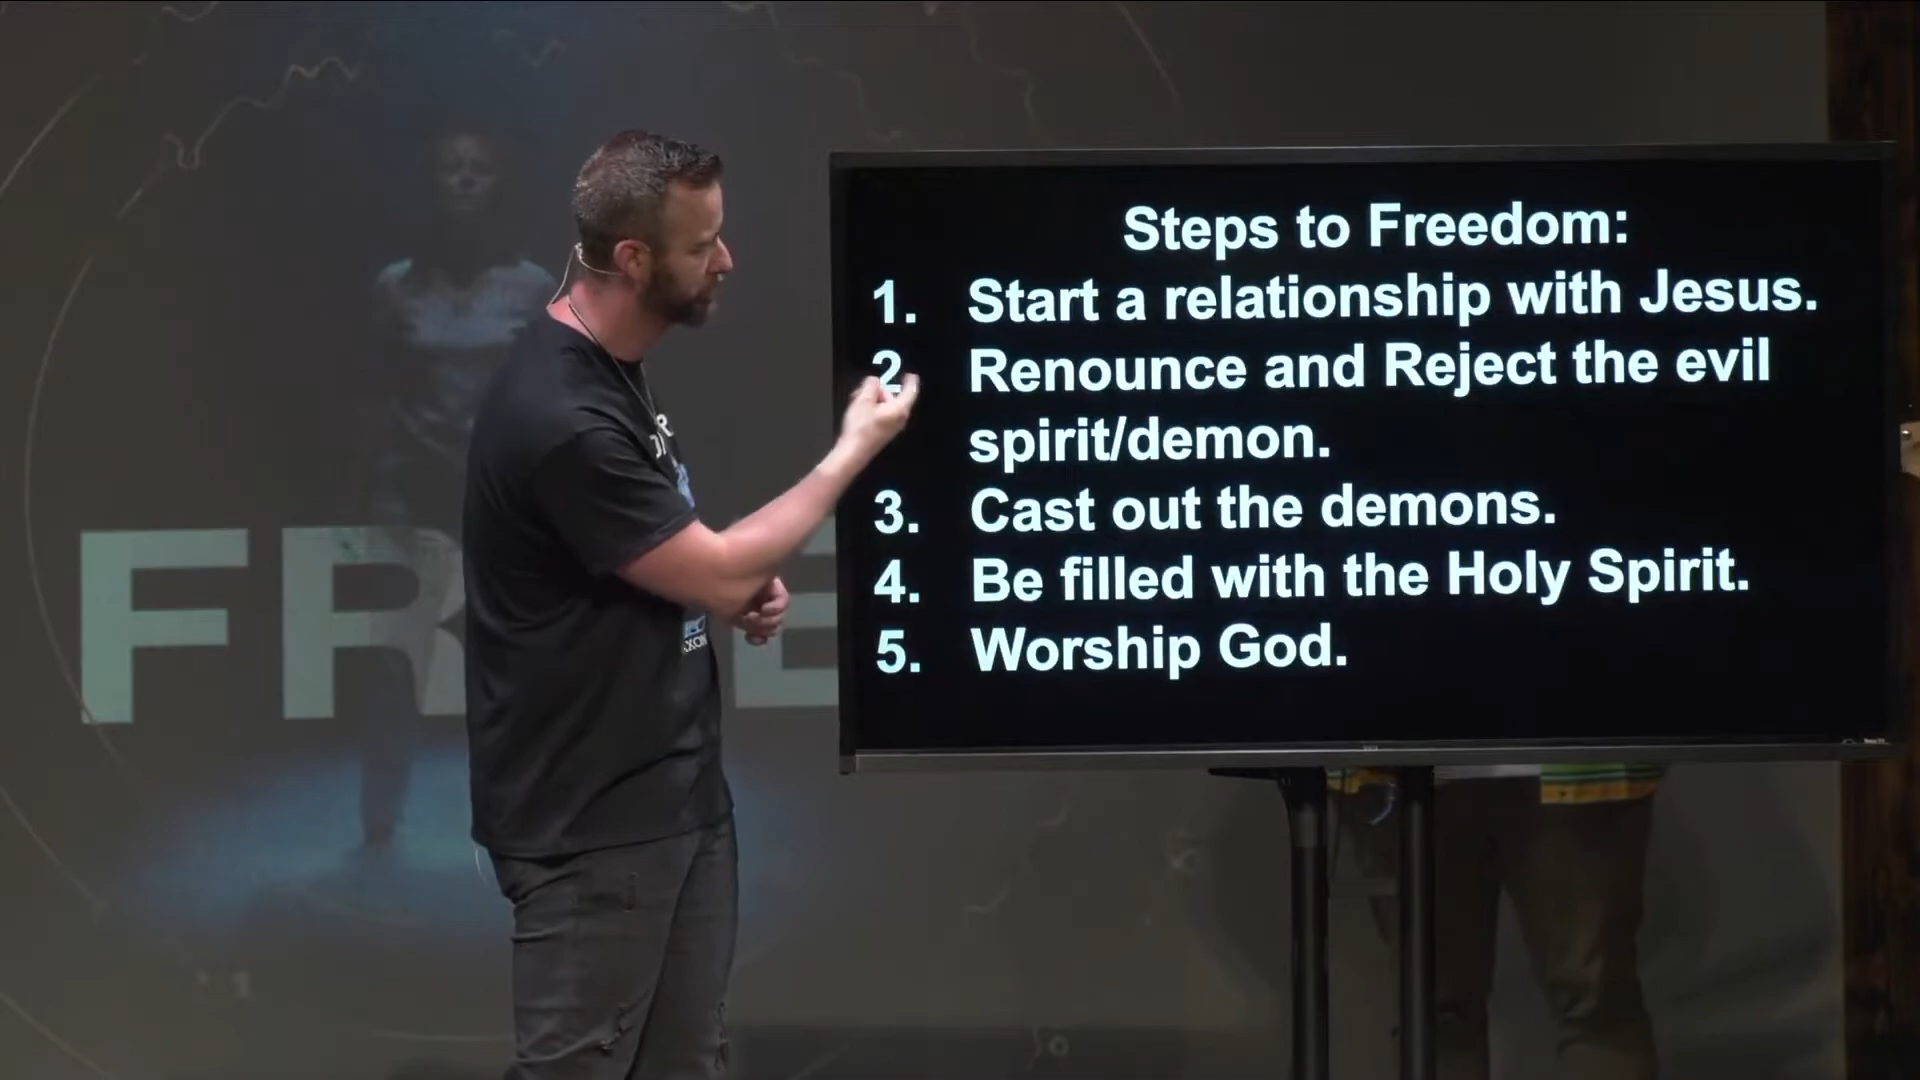 Steps to Freedom:
1. Start a relationship with Jesus.
2. Renounce and Reject the evil
spirit/demon.
3. Cast out the demons.
4. Be filled with the Holy Spirit.
5. Worship God.
FREE